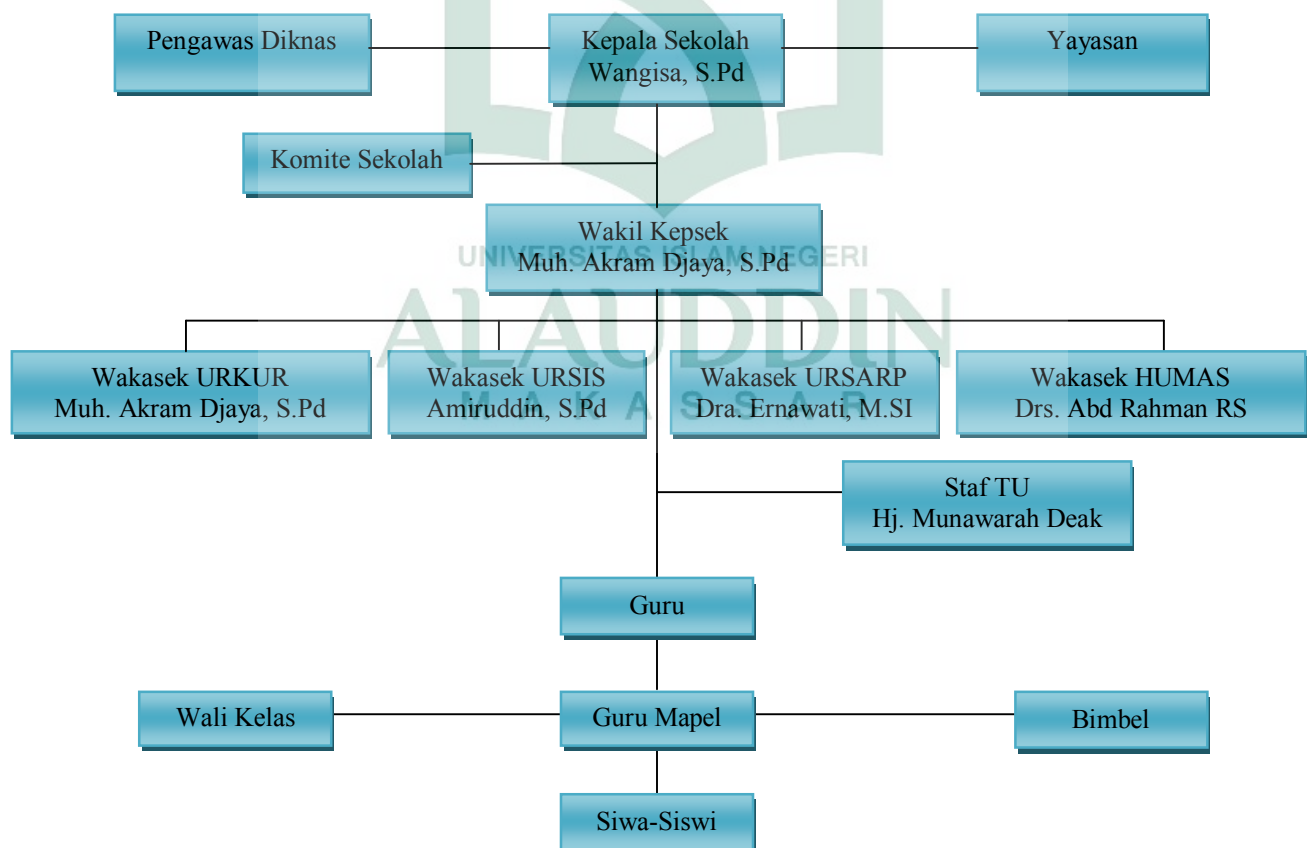 Pengawas Diknas
Kepala Sekolah
Wangisa, S.Pd
Yayasan
Komite Sekolah
Wakil Kepsek
Muh. Akram Djaya, S.Pd
UNIVERSITAS ISLAM NEGERI
ALAUDDIN
MAKASSAR
Wakasek URKUR
Muh. Akram Djaya, S.Pd
Wakasek URSIS
Amiruddin, S.Pd
Wakasek URSARP
Dra. Ernawati, M.SI
Wakasek HUMAS
Drs. Abd Rahman RS
Staf TU
Hj. Munawarah Deak
Guru
Wali Kelas
Guru Mapel
Bimbel
Siwa-Siswi